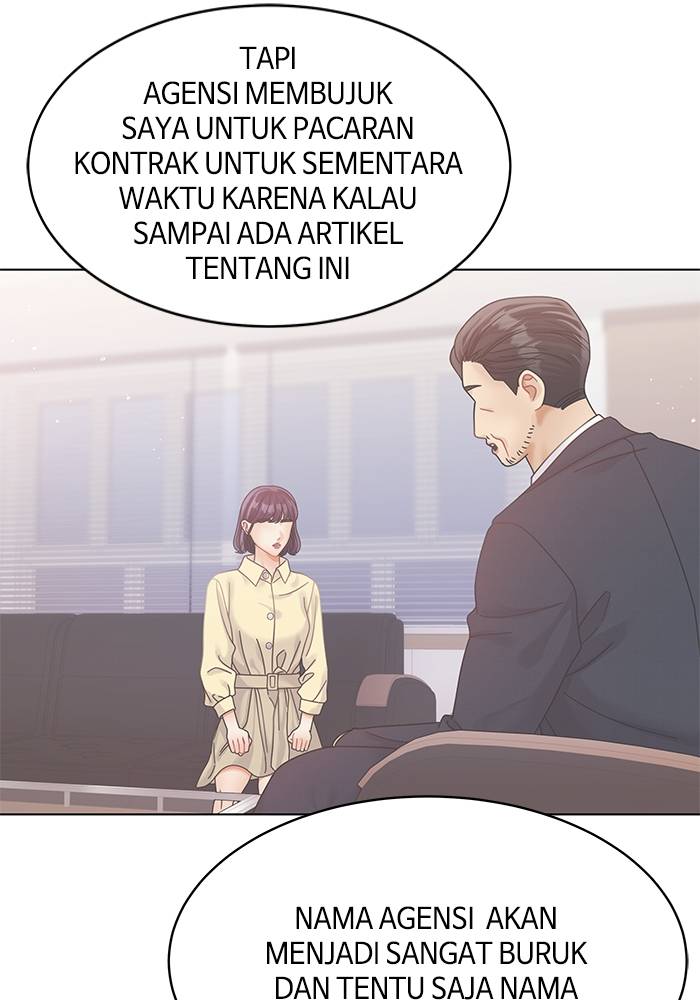 TAPI
AGENSI MEMBUJUK
SAYA UNTUK PACARAN
KONTRAK UNTUK SEMENTARA
WAKTU KARENA KALAU
SAMPAI ADA ARTIKEL
TENTANG INI
NAMA AGENSI AKAN
MENJADI SANGAT BURUK
DAN TENTU SAJA NAMA